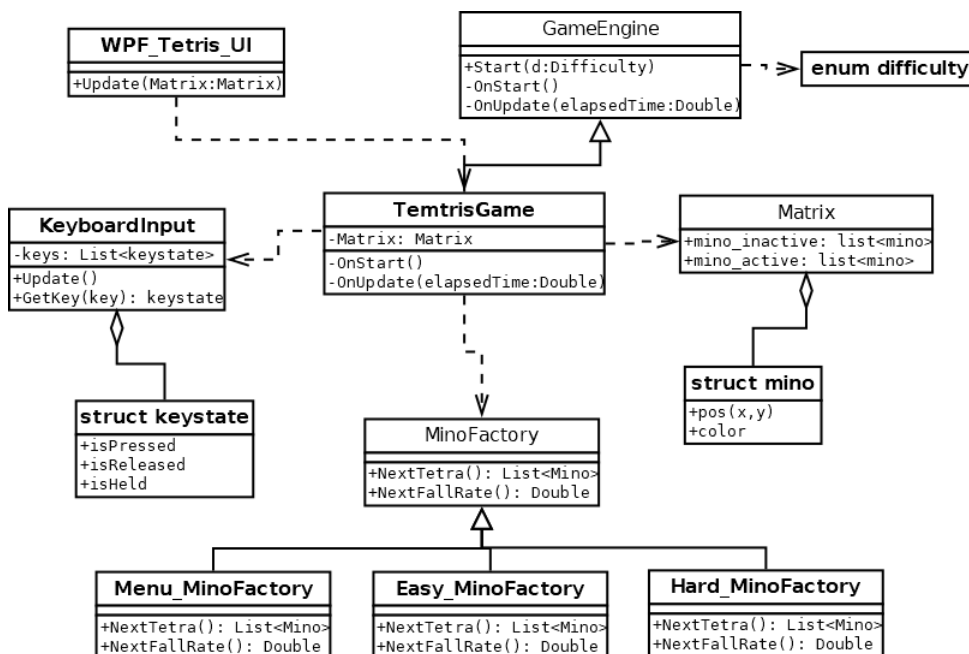 WPF_Tetris_UI
+Update(Matrix:Matrix)
GameEngine
+Start(d:Difficulty)
-OnStart()
-OnUpdate(elapsedTime:Double)
enum difficulty
KeyboardInput
-keys: List<keystate>
+Update()
+GetKey(key): keystate
TemtrisGame
-Matrix: Matrix
-OnStart()
-OnUpdate(elapsedTime:Double)
Matrix
+mino_inactive: list<mino>
+mino_active: list<mino>
struct keystate
+isPressed
+isReleased
+isHeld
struct mino
+pos(x,y)
+color
MinoFactory
+NextTetra(): List<Mino>
+NextFallRate(): Double
Menu_MinoFactory
+NextTetra(): List<Mino>
+NextFallRate(): Double
Easy_MinoFactory
+NextTetra(): List<Mino>
+NextFallRate(): Double
Hard_MinoFactory
+NextTetra(): List<Mino>
+NextFallRate(): Double